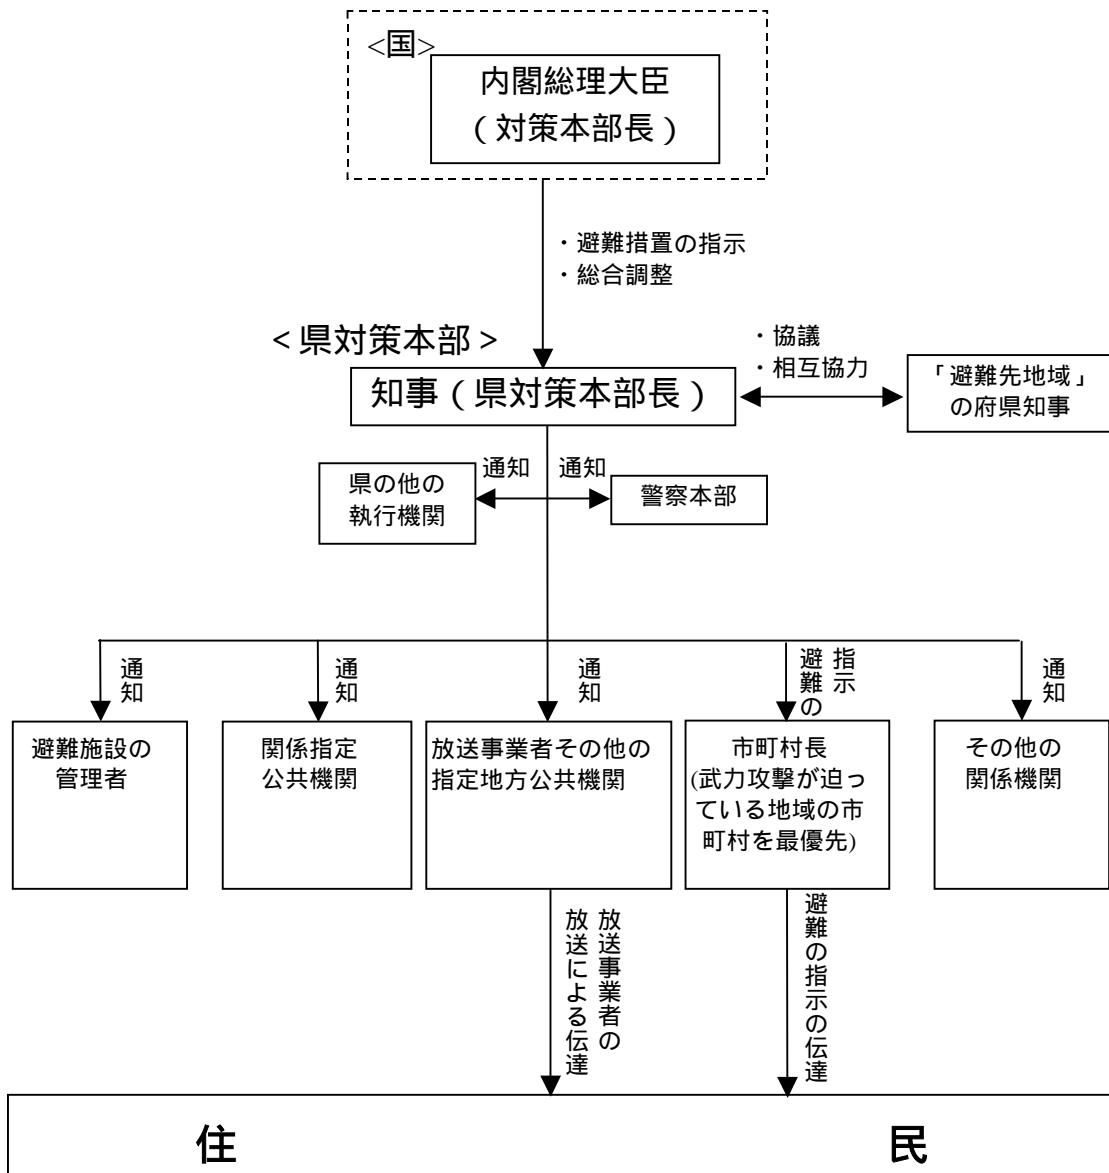 <国>
内閣総理大臣
（対策本部長）
・避難措置の指示
・総合調整
＜県対策本部＞
・協議
・相互協力
知事（県対策本部長）
「避難先地域」
の府県知事
通知
通知
県の他の
執行機関
警察本部
通知
通知
通知
避難の
指示
通知
避難施設の
管理者
関係指定
公共機関
放送事業者その他の
指定地方公共機関
市町村長
(武力攻撃が迫っ
ている地域の市
町村を最優先)
その他の
関係機関
放送事業者の
放送による伝達
避難の指示の伝達
住民